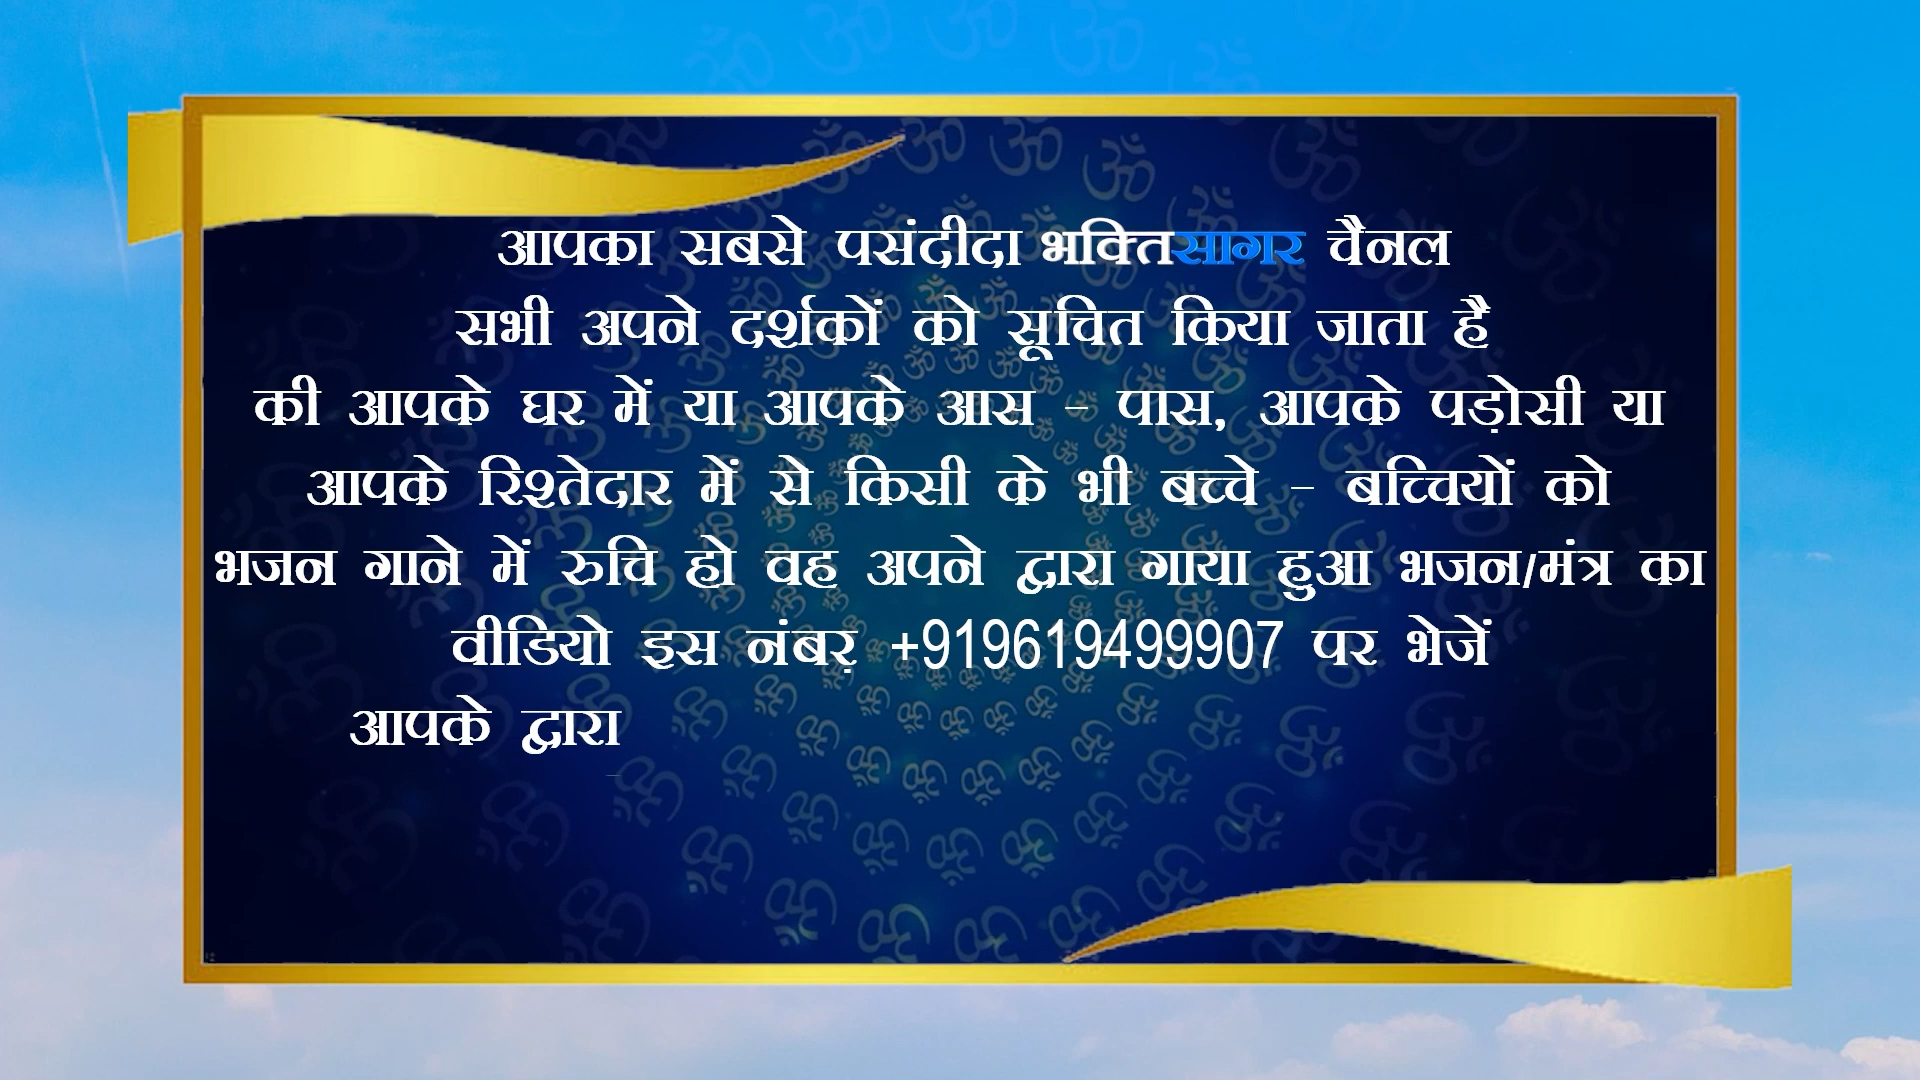 आपका सबसे पसंदीदा भक्तिसागर चैनल
सभी अपने दर्शकों को सूचित किया जाता है
की आपके घर में या आपके आस - पास, आपके पड़ोसी या
आपके रिश्तेदार में से किसी के भी बच्चे - बच्चियों को
भजन गाने में रुचि हो वह अपने द्वारा गाया हुआ भजन/मंत्र का
वीडियो इस नंबऱ +919619499907 पर भेजें
आपके द्वारा